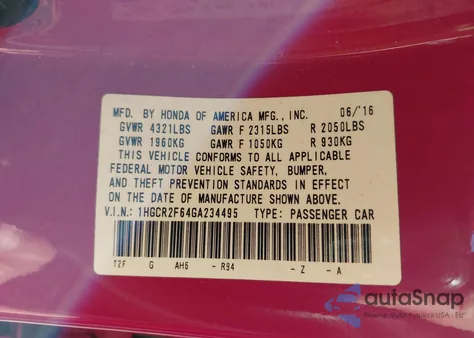 MFD. BY HONDA OF AMERICA MFG., INC. 06/'16
GVWR 4321LBS GAWR F 2315LBS R 2050LBS
GVWR 1960KG GAWR F 1050KG R 930KG
THIS VEHICLE CONFORMS TO ALL APPLICABLE
FEDERAL MOTOR VEHICLE SAFETY, BUMPER,
AND THEFT PREVENTION STANDARDS IN EFFECT
ON THE DATE OF MANUFACTURE SHOWN ABOVE.
V.I.N.: 1HGCR2F64GA234495 TYPE: PASSENGER CAR
T2F G AH6 - R94 - Z - A
autoSnap
USA - EU